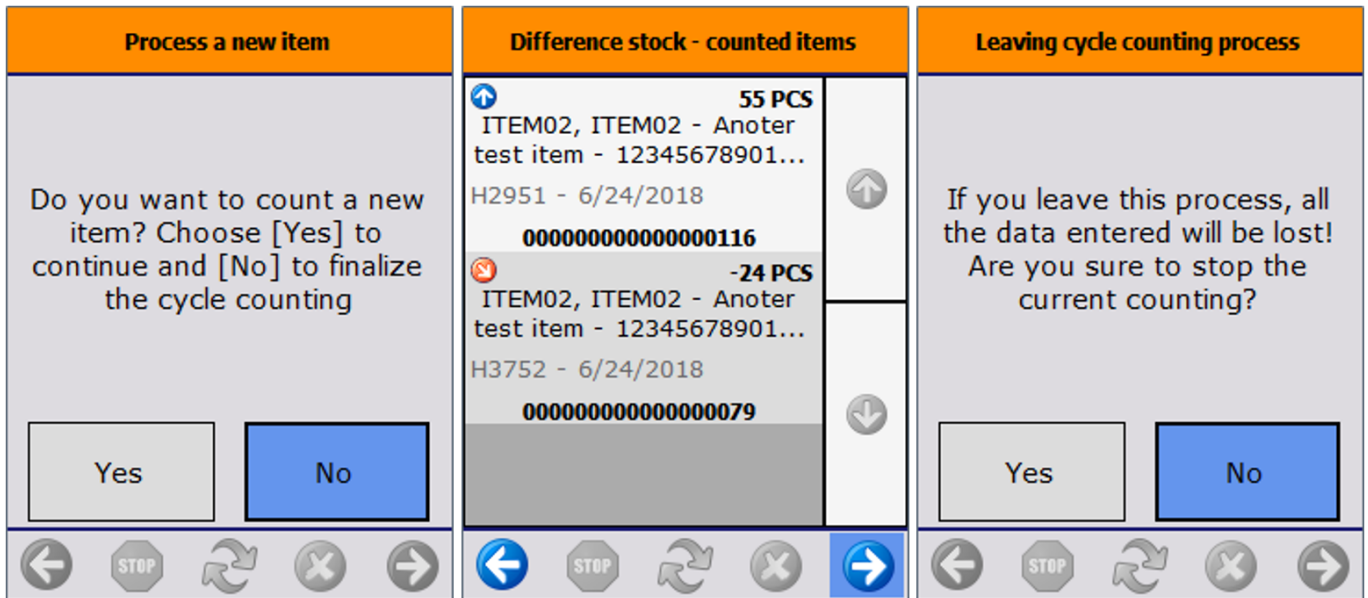 Process a new item
Do you want to count a new
item? Choose [Yes] to
continue and [No] to finalize
the cycle counting
Yes
No
STOP
Difference stock - counted items
55 PCS
ITEM02, ITEM02 - Anoter
test item - 12345678901...
H2951 - 6/24/2018
000000000000000116
-24 PCS
ITEM02, ITEM02 - Anoter
test item - 12345678901...
H3752 - 6/24/2018
000000000000000079
STOP
Leaving cycle counting process
If you leave this process, all
the data entered will be lost!
Are you sure to stop the
current counting?
Yes
No
STOP